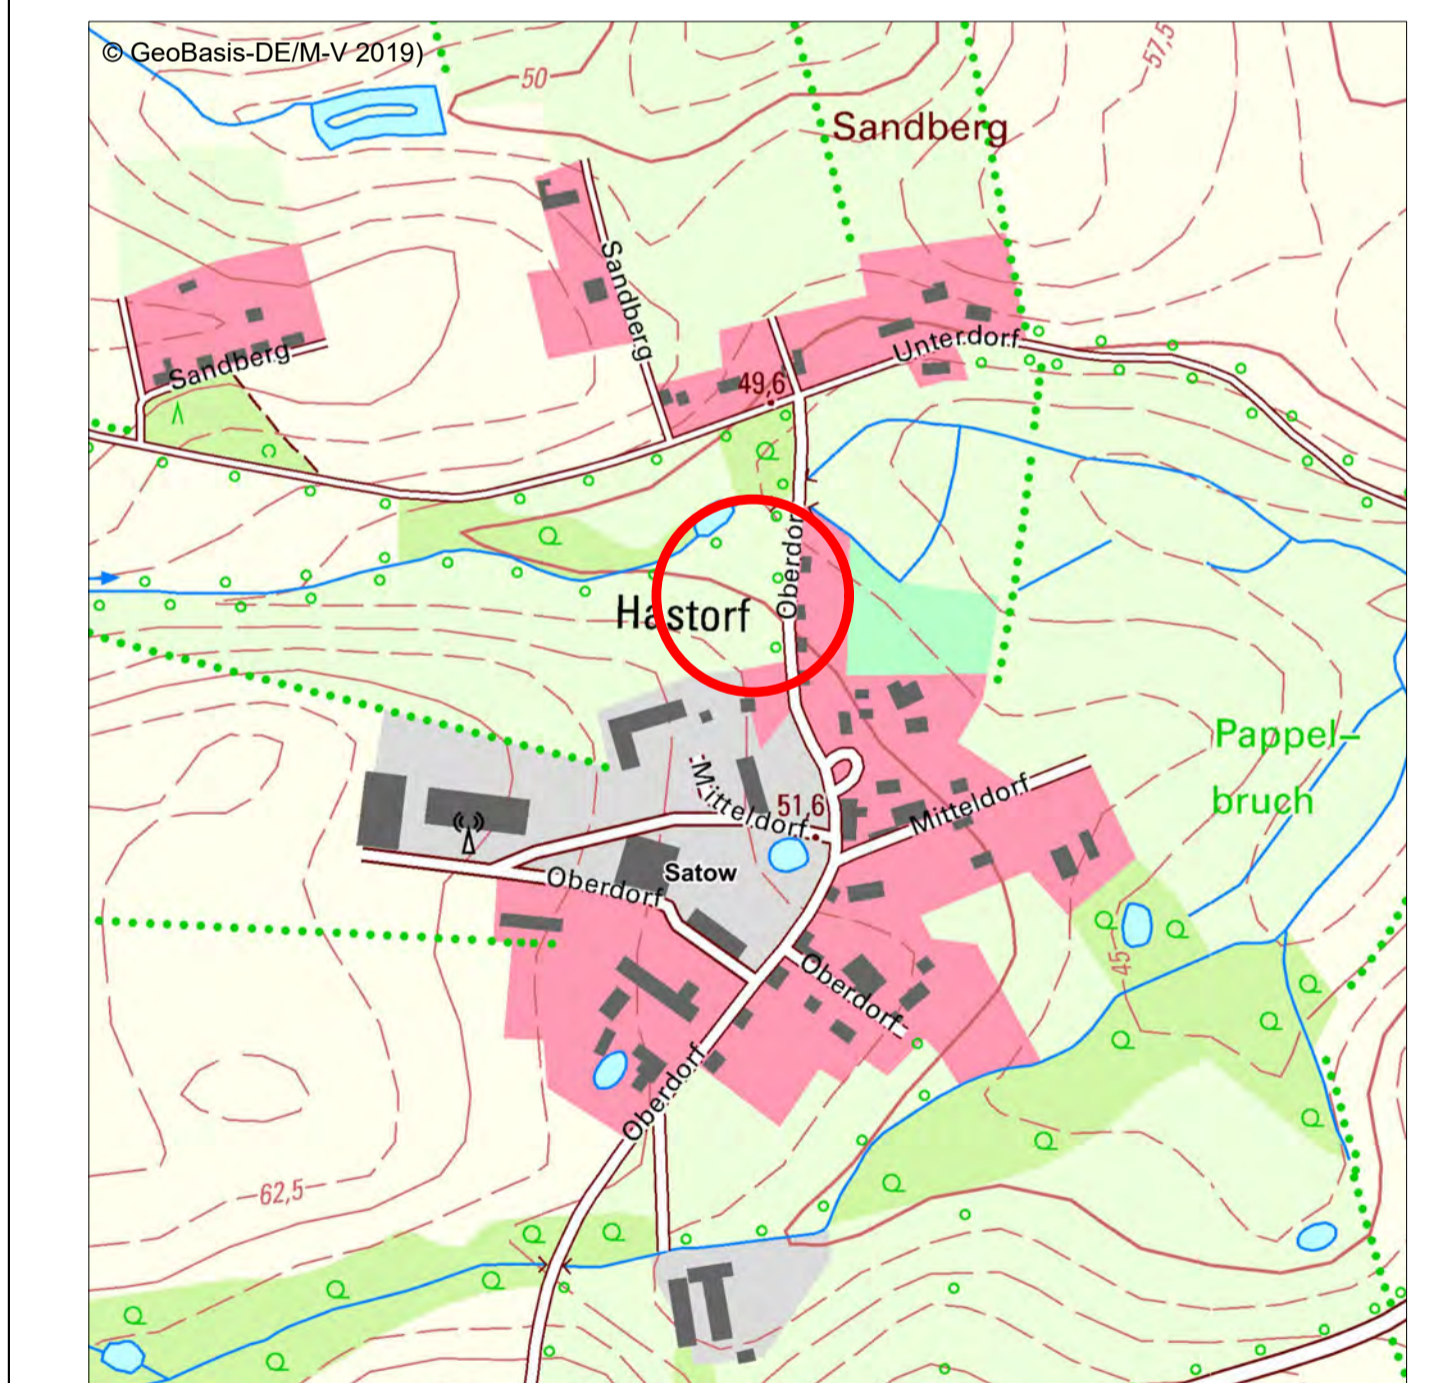 © GeoBasis-DE/M-V 2019)
57,5
50
Sandberg
Sandberg
Unterdorf
Sandberg
49,6
Oberdorf
Hastorf
Pappel–
bruch
Mitteldorf
51,6
Mitteldorf
Satow
Oberdorf
45
Oberdorf
Oberdorf
62,5